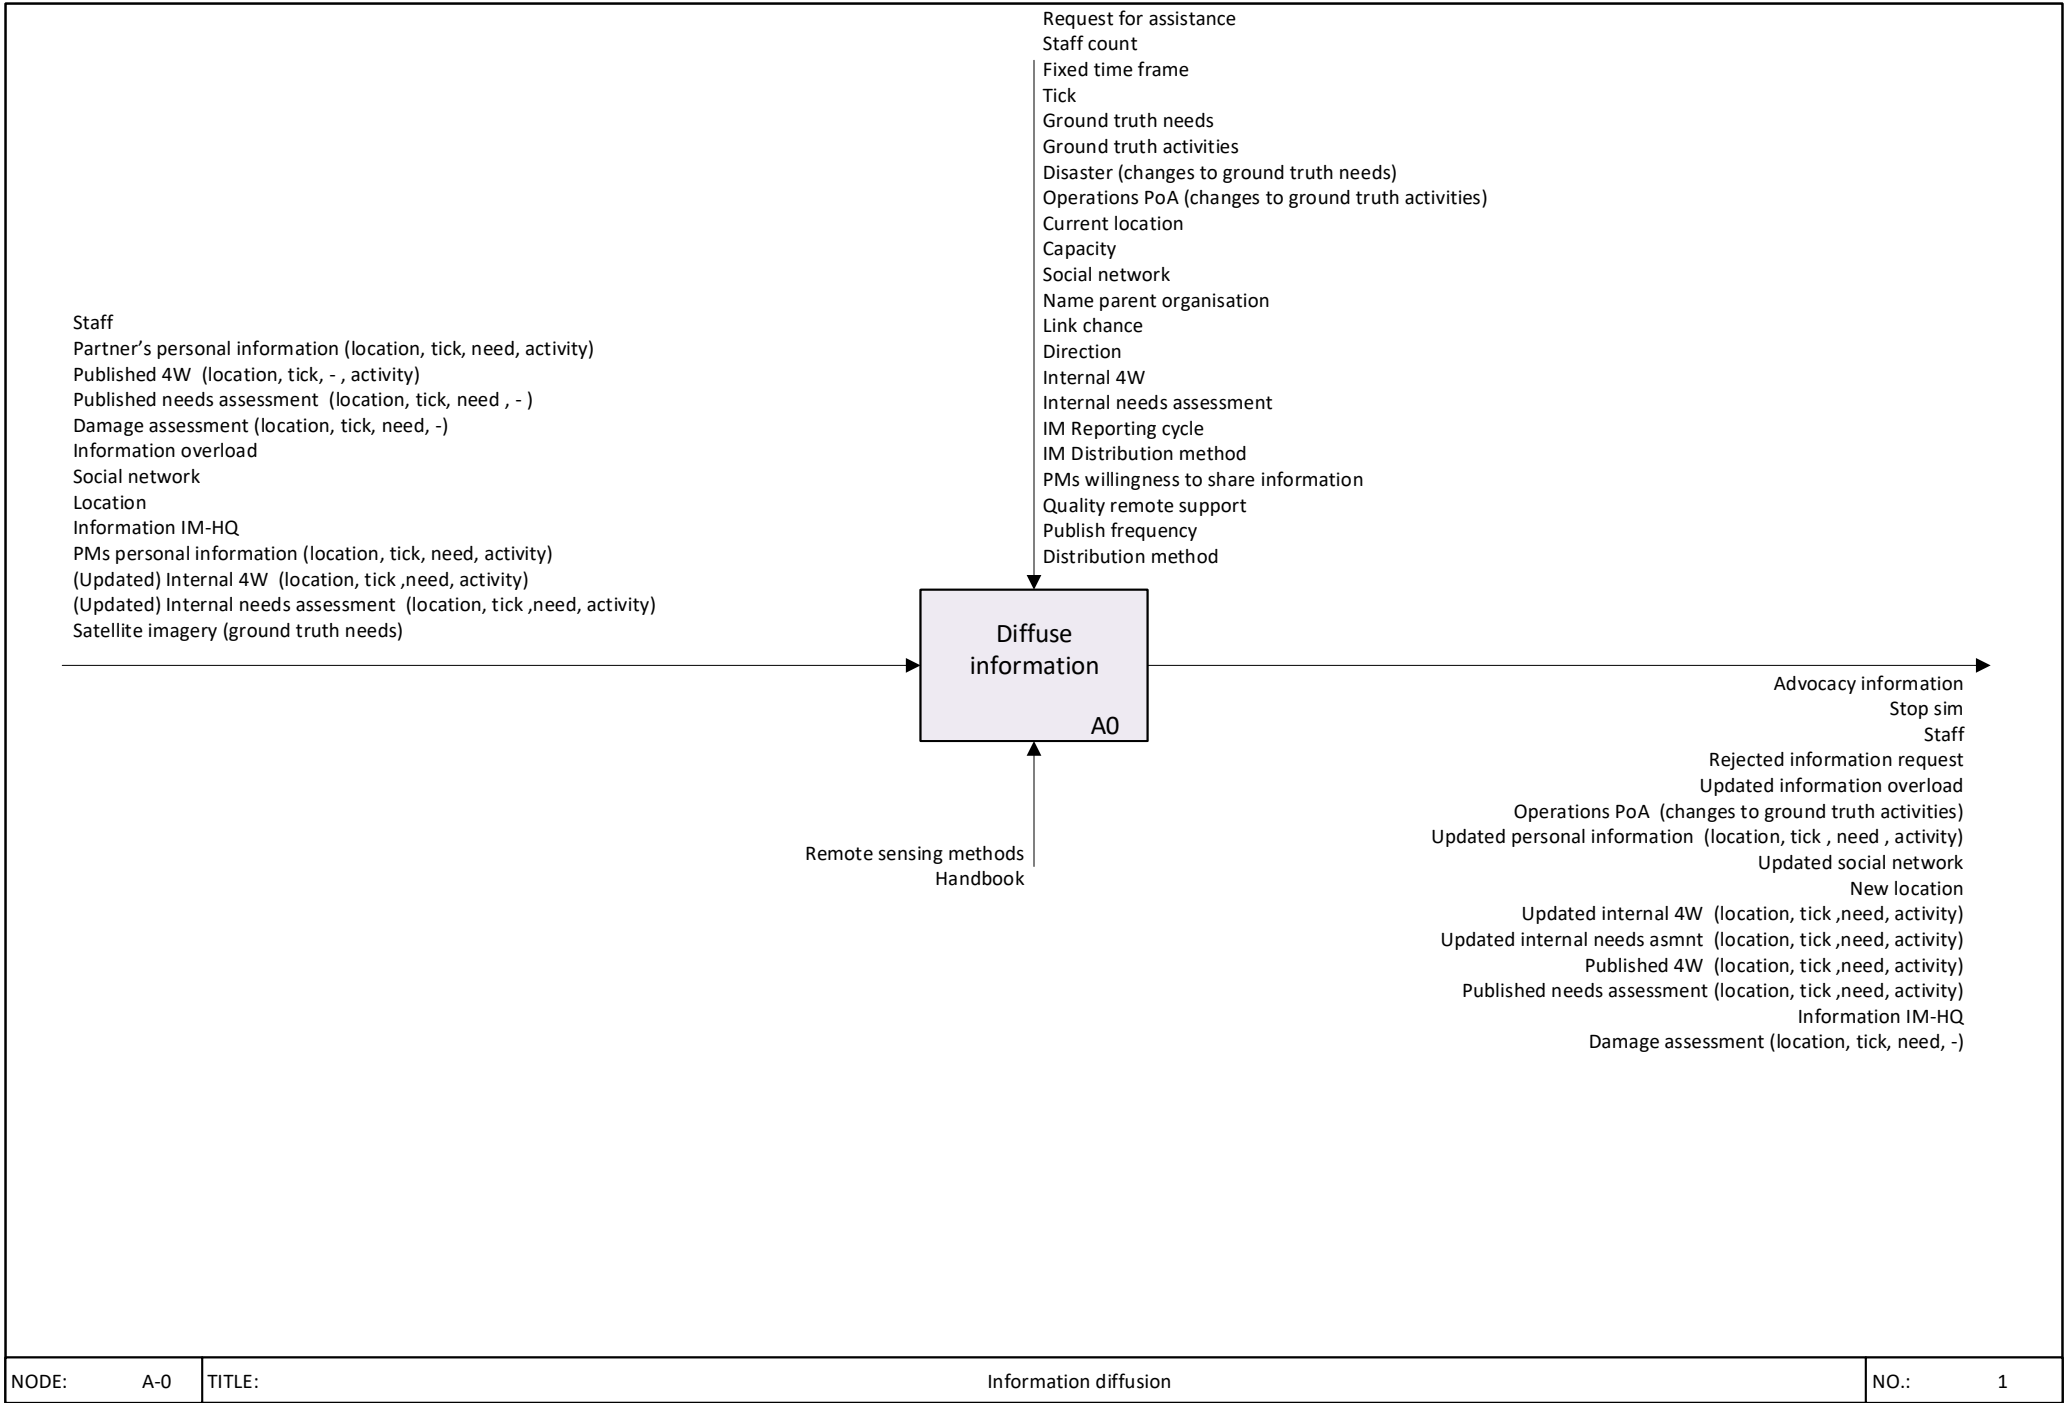 Request for assistance
Staff count
Fixed time frame
Tick
Ground truth needs
Ground truth activities
Disaster (changes to ground truth needs)
Operations PoA (changes to ground truth activities)
Current location
Capacity
Social network
Name parent organisation
Link chance
Direction
Internal 4W
Internal needs assessment
IM Reporting cycle
IM Distribution method
PMs willingness to share information
Quality remote support
Publish frequency
Distribution method
Staff
Partner’s personal information (location, tick, need, activity)
Published 4W  (location, tick, - , activity)
Published needs assessment  (location, tick, need , - )
Damage assessment (location, tick, need, -)
Information overload
Social network
Location
Information IM-HQ
PMs personal information (location, tick, need, activity)
(Updated) Internal 4W  (location, tick ,need, activity)
(Updated) Internal needs assessment  (location, tick ,need, activity)
Satellite imagery (ground truth needs)
Diffuse
information
A0
Advocacy information
Stop sim
Staff
Rejected information request
Updated information overload
Operations PoA  (changes to ground truth activities)
Updated personal information  (location, tick , need , activity)
Updated social network
New location
Updated internal 4W  (location, tick ,need, activity)
Updated internal needs asmnt  (location, tick ,need, activity)
Published 4W  (location, tick ,need, activity)
Published needs assessment (location, tick ,need, activity)
Information IM-HQ
Damage assessment (location, tick, need, -)
Remote sensing methods
Handbook
NODE: A-0 TITLE: Information diffusion NO.: 1